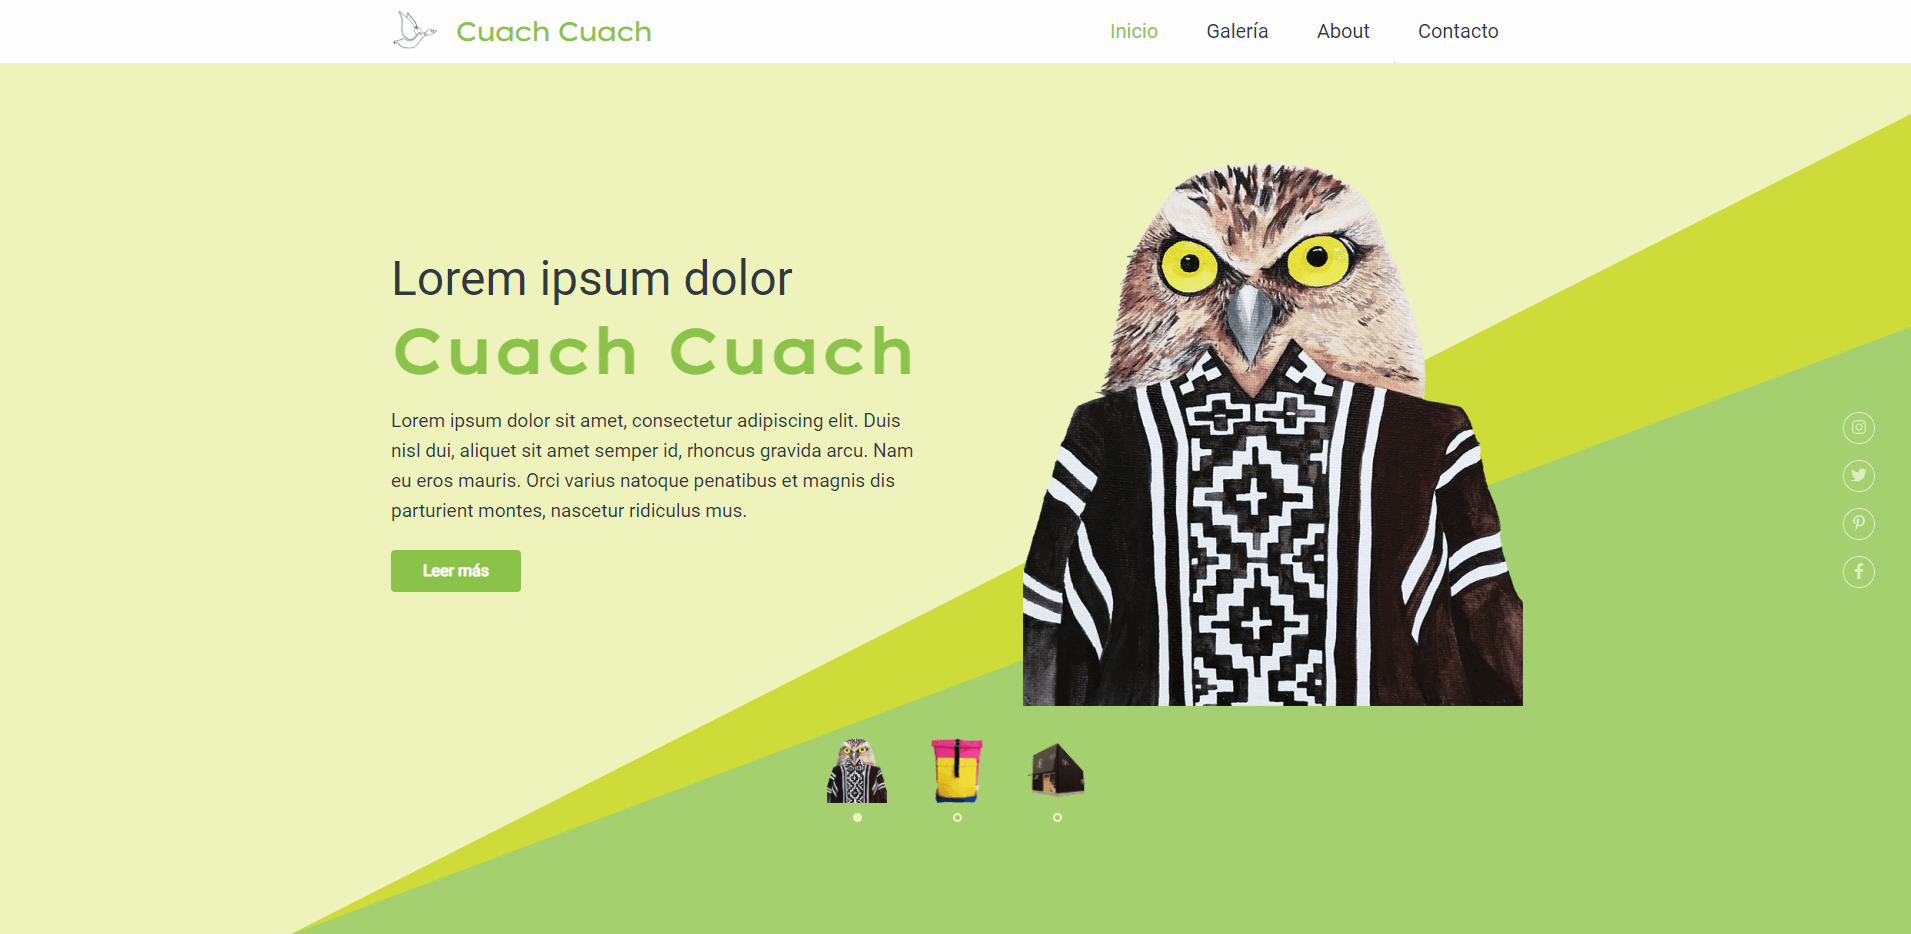 Cuach Cuach
Inicio Galería About Contacto
Lorem ipsum dolor
Cuach Cuach
Lorem ipsum dolor sit amet, consectetur adipiscing elit. Duis
nisl dui, aliquet sit amet semper id, rhoncus gravida arcu. Nam
eu eros mauris. Orci varius natoque penatibus et magnis dis
parturient montes, nascetur ridiculus mus.
Leer más